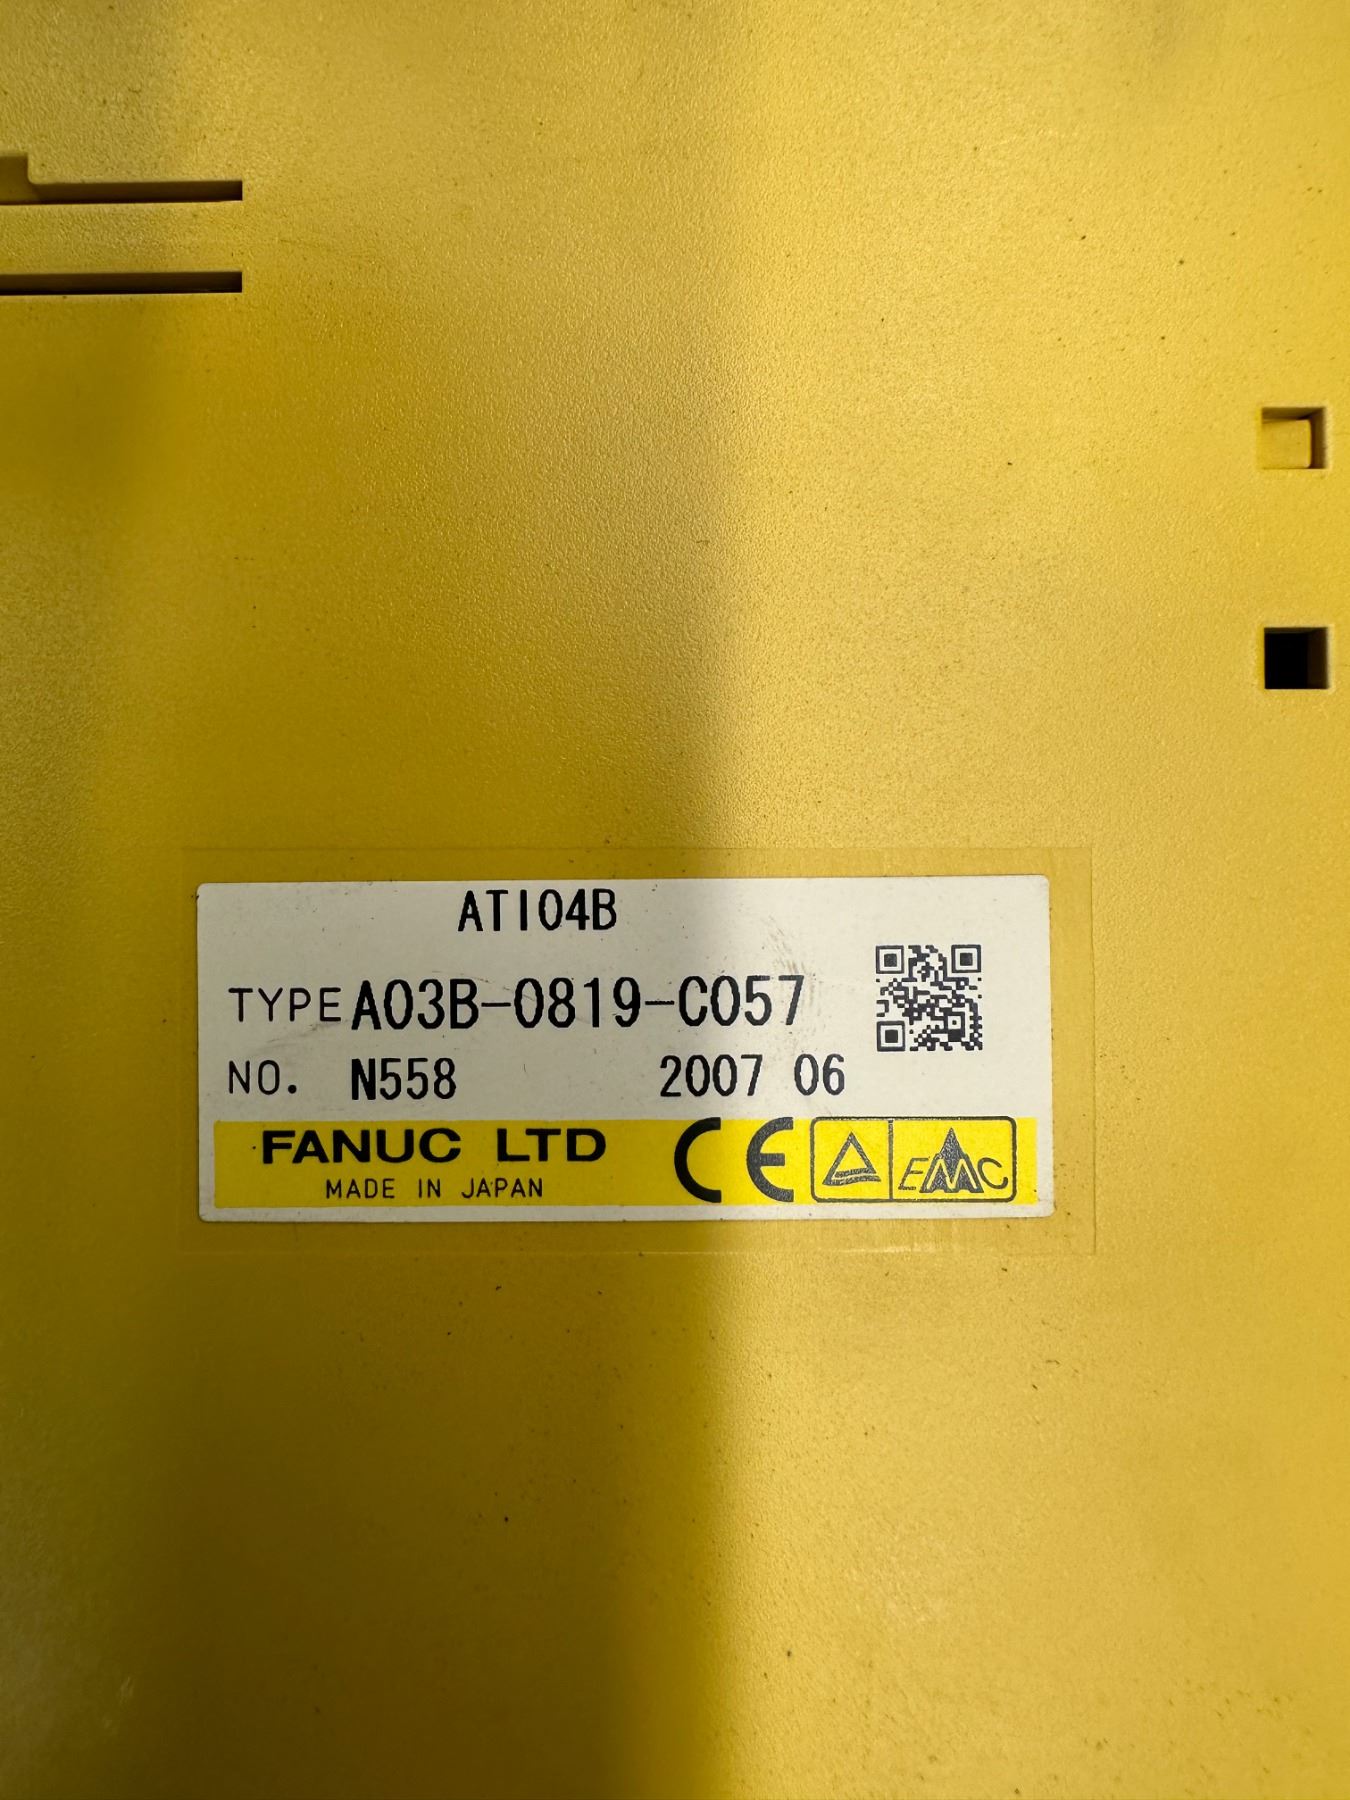 ATI04B
TYPE A03B-0819-C057
NO. N558 2007 06
FANUC LTD CE EMC
MADE IN JAPAN